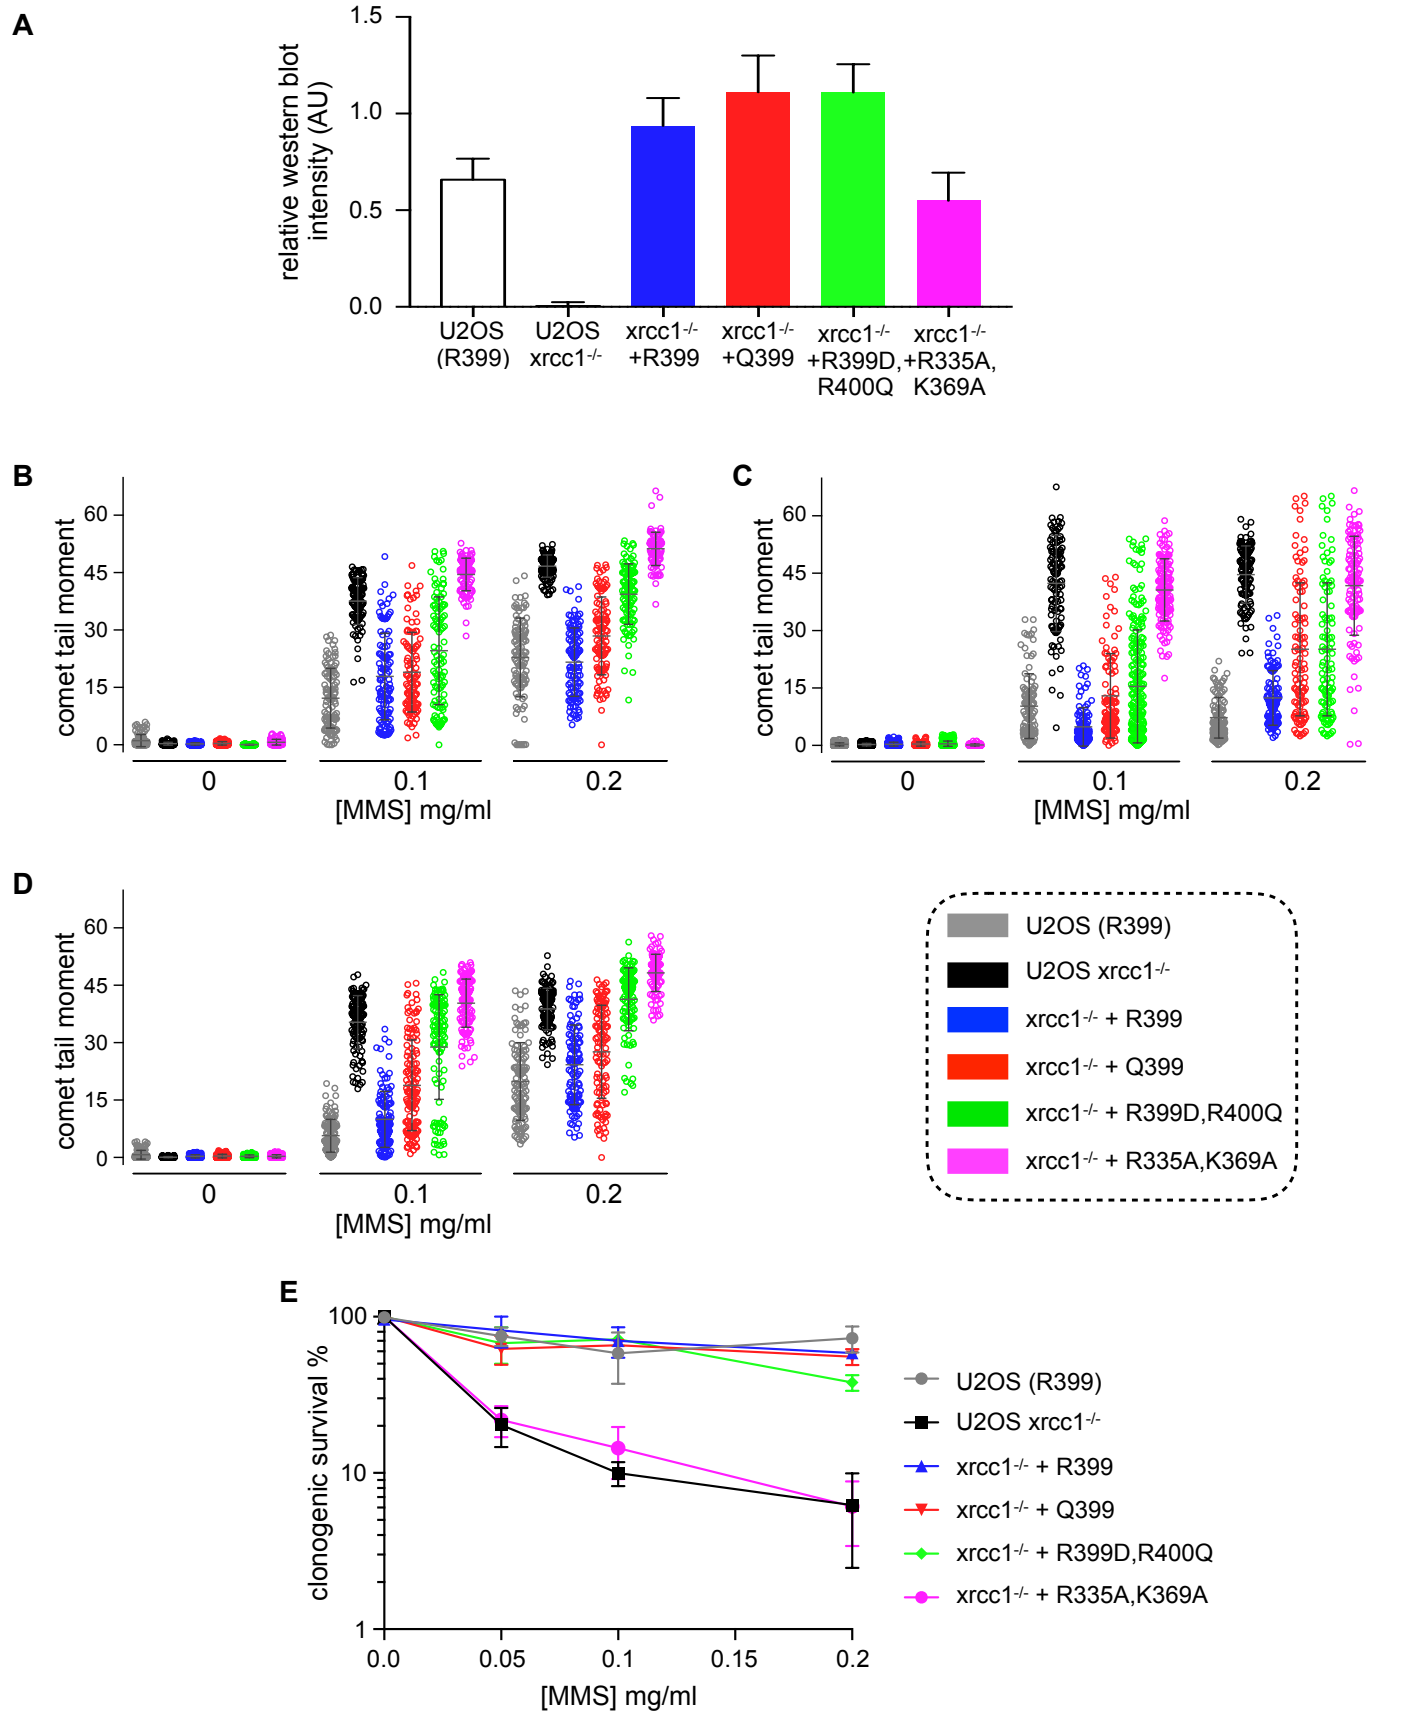 A
relative western blot
intensity (AU)
1.5
1.0
0.5
0.0
U2OS
(R399)
U2OS
xrcc1-/-
xrcc1-/-
+R399
xrcc1-/-
+Q399
xrcc1-/-
+R399D,
R400Q
xrcc1-/-
+R335A,
K369A
B
comet tail moment
60
45
30
15
0
0
0.1
0.2
[MMS] mg/ml
C
comet tail moment
60
45
30
15
0
0
0.1
0.2
[MMS] mg/ml
D
comet tail moment
60
45
30
15
0
0
0.1
0.2
[MMS] mg/ml
U2OS (R399)
U2OS xrcc1-/-
xrcc1-/- + R399
xrcc1-/- + Q399
xrcc1-/- + R399D,R400Q
xrcc1-/- + R335A,K369A
E
clonogenic survival %
100
10
1
0.0
0.05
0.1
0.15
0.2
[MMS] mg/ml
U2OS (R399)
U2OS xrcc1-/-
xrcc1-/- + R399
xrcc1-/- + Q399
xrcc1-/- + R399D,R400Q
xrcc1-/- + R335A,K369A